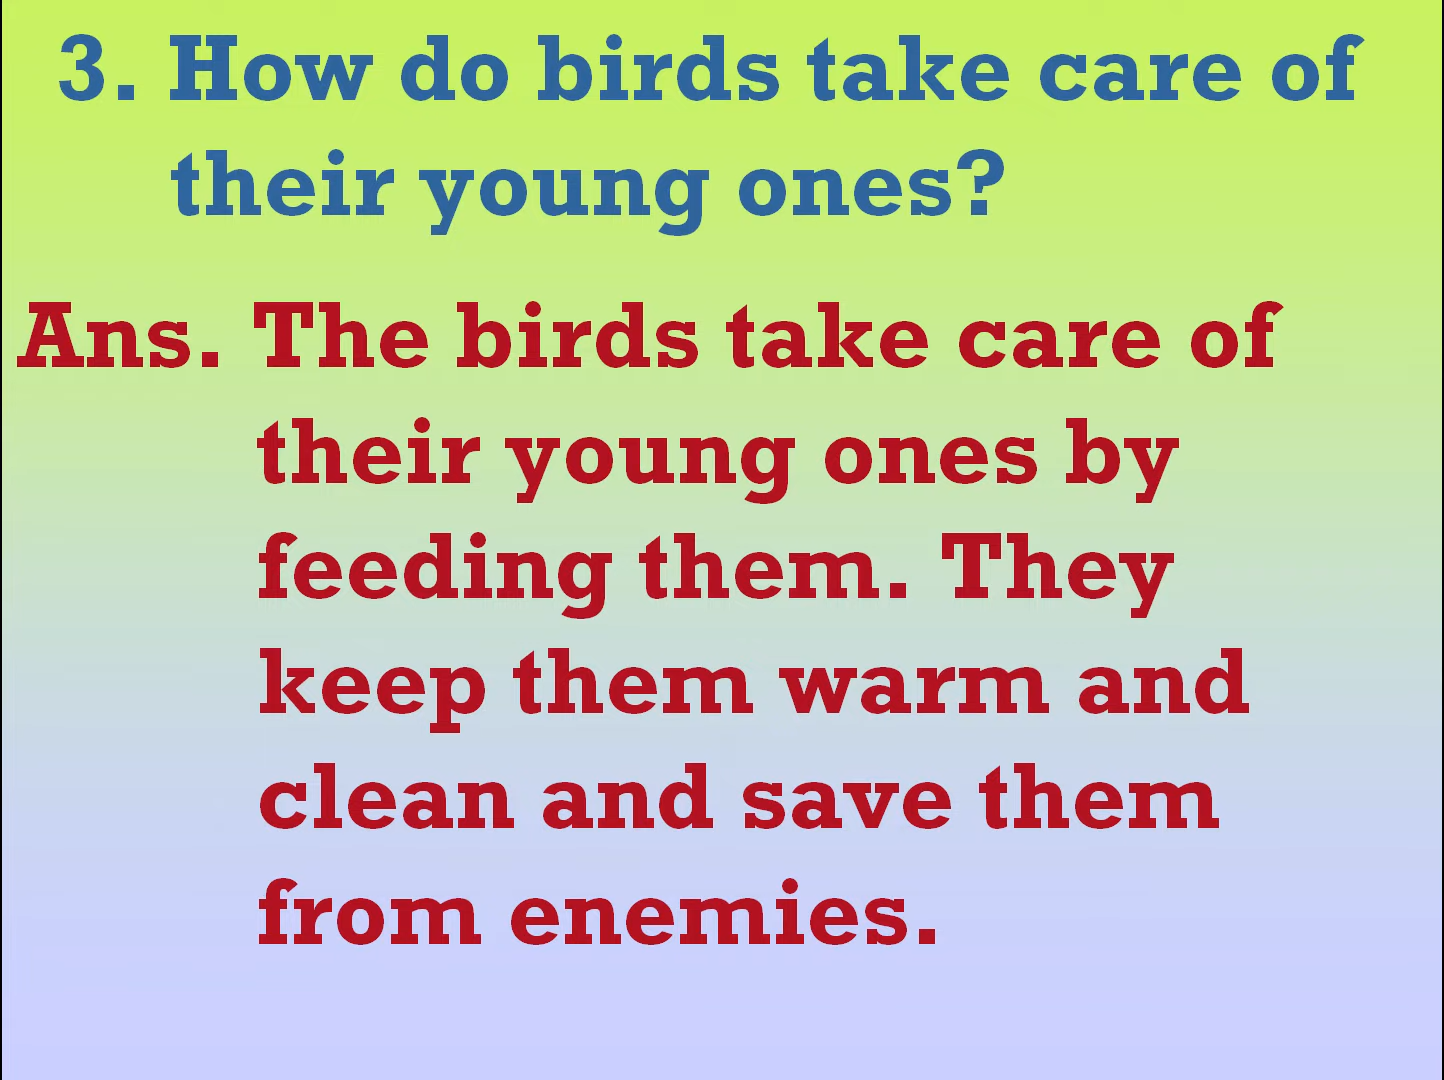 3. How do birds take care of
their young ones?
Ans. The birds take care of
their young ones by
feeding them. They
keep them warm and
clean and save them
from enemies.